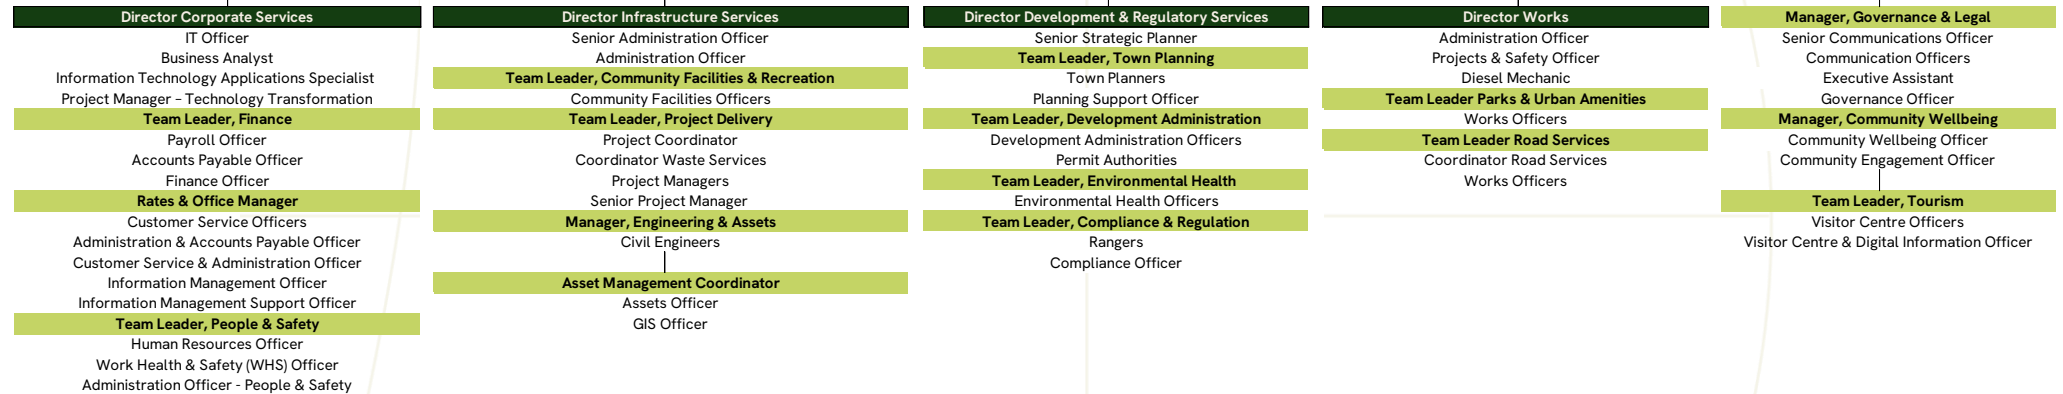 Director Corporate Services
IT Officer
Business Analyst
Information Technology Applications Specialist
Project Manager – Technology Transformation
Team Leader, Finance
Payroll Officer
Accounts Payable Officer
Finance Officer
Rates & Office Manager
Customer Service Officers
Administration & Accounts Payable Officer
Customer Service & Administration Officer
Information Management Officer
Information Management Support Officer
Team Leader, People & Safety
Human Resources Officer
Work Health & Safety (WHS) Officer
Administration Officer - People & Safety
Director Infrastructure Services
Senior Administration Officer
Administration Officer
Team Leader, Community Facilities & Recreation
Community Facilities Officers
Team Leader, Project Delivery
Project Coordinator
Coordinator Waste Services
Project Managers
Senior Project Manager
Manager, Engineering & Assets
Civil Engineers
Asset Management Coordinator
Assets Officer
GIS Officer
Director Development & Regulatory Services
Senior Strategic Planner
Team Leader, Town Planning
Town Planners
Planning Support Officer
Team Leader, Development Administration
Development Administration Officers
Permit Authorities
Team Leader, Environmental Health
Environmental Health Officers
Team Leader, Compliance & Regulation
Rangers
Compliance Officer
Director Works
Administration Officer
Projects & Safety Officer
Diesel Mechanic
Team Leader Parks & Urban Amenities
Works Officers
Team Leader Road Services
Coordinator Road Services
Works Officers
Manager, Governance & Legal
Senior Communications Officer
Communication Officers
Executive Assistant
Governance Officer
Manager, Community Wellbeing
Community Wellbeing Officer
Community Engagement Officer
Team Leader, Tourism
Visitor Centre Officers
Visitor Centre & Digital Information Officer